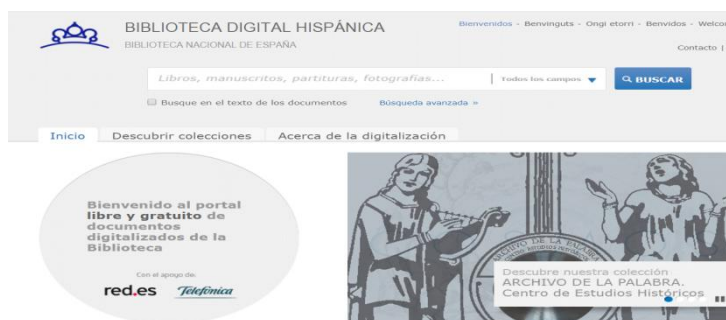 BIBLIOTECA DIGITAL HISPÁNICA
BIBLIOTECA NACIONAL DE ESPAÑA
Bienvenidos - Benvinguts - Ongi etorri - Benvidos - Welcom
Contacto |
Libros, manuscritos, partituras, fotografías...
Todos los campos
BUSCAR
Busque en el texto de los documentos
Búsqueda avanzada »
Inicio
Descubrir colecciones
Acerca de la digitalización
Bienvenido al portal
libre y gratuito de
documentos
digitalizados de la
Biblioteca
Con el apoyo de:
red.es
Telefónica
ARCHIVO DE LA PALABRA
Descubre nuestra colección
ARCHIVO DE LA PALABRA.
Centro de Estudios Históricos